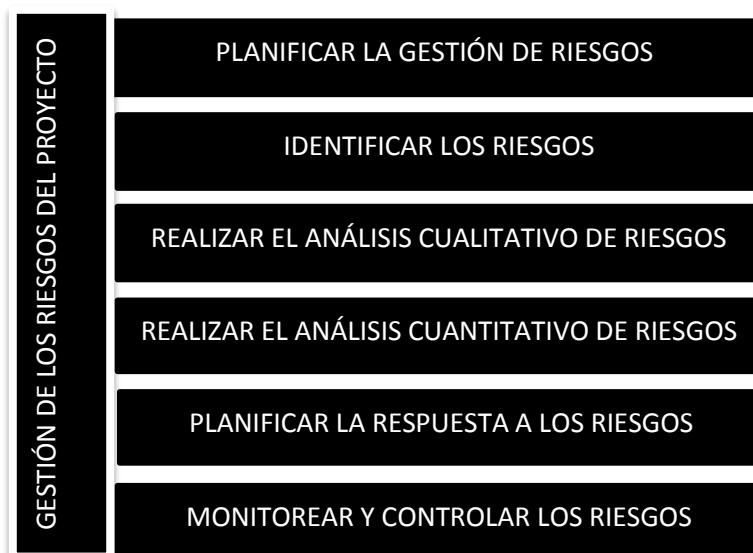 GESTIÓN DE LOS RIESGOS DEL PROYECTO
PLANIFICAR LA GESTIÓN DE RIESGOS
IDENTIFICAR LOS RIESGOS
REALIZAR EL ANÁLISIS CUALITATIVO DE RIESGOS
REALIZAR EL ANÁLISIS CUANTITATIVO DE RIESGOS
PLANIFICAR LA RESPUESTA A LOS RIESGOS
MONITOREAR Y CONTROLAR LOS RIESGOS